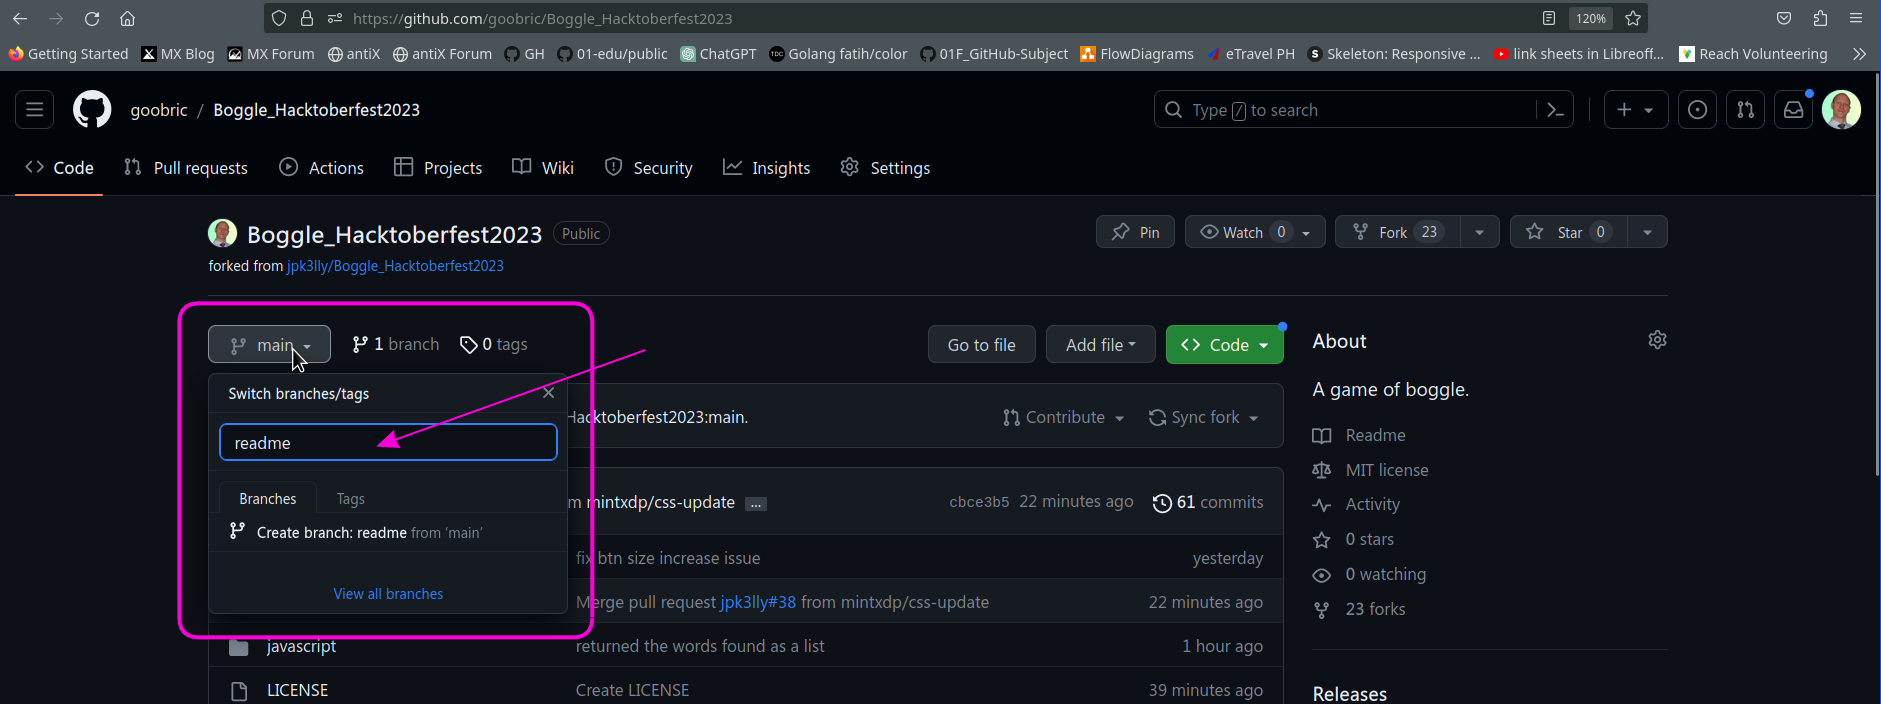 https://github.com/goobric/Boggle_Hacktoberfest2023
120%
Getting Started MX Blog MX Forum antiX antiX Forum GH 01-edu/public ChatGPT TDC Golang fatih/color 01F_GitHub-Subject FlowDiagrams eTravel PH S Skeleton: Responsive ... link sheets in Libreoff... Reach Volunteering
goobric / Boggle_Hacktoberfest2023
Type / to search
Code Pull requests Actions Projects Wiki Security Insights Settings
Boggle_Hacktoberfest2023 Public
Pin Watch 0 Fork 23 Star 0
forked from jpk3lly/Boggle_Hacktoberfest2023
main 1 branch 0 tags
Go to file Add file Code
Switch branches/tags
readme
Branches Tags
Create branch: readme from 'main'
View all branches
Hacktoberfest2023:main. Contribute Sync fork
m mintxdp/css-update ... cbce3b5 22 minutes ago 61 commits
fix btn size increase issue yesterday
Merge pull request jpk3lly#38 from mintxdp/css-update 22 minutes ago
javascript returned the words found as a list 1 hour ago
LICENSE Create LICENSE 39 minutes ago
About
A game of boggle.
Readme
MIT license
Activity
0 stars
0 watching
23 forks
Releases